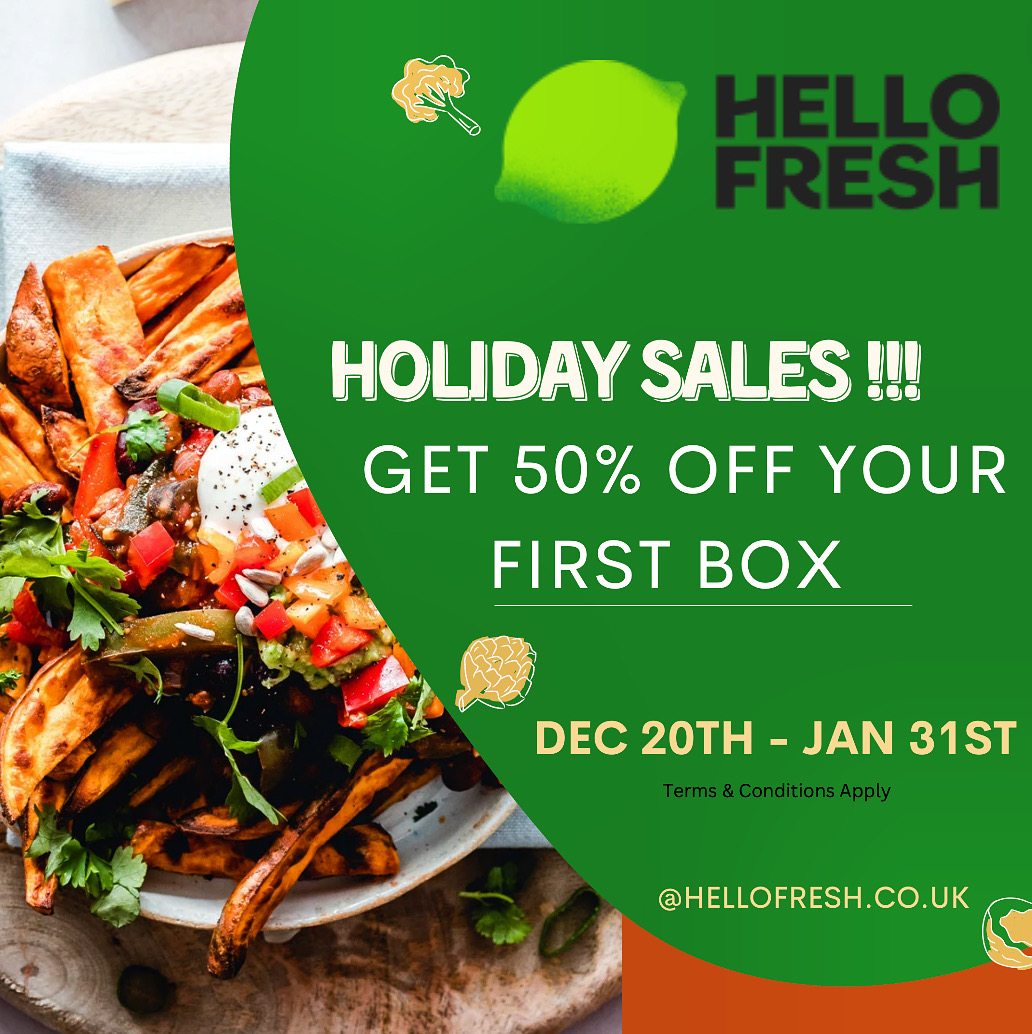 HELLO
FRESH
HOLIDAY SALES !!!
GET 50% OFF YOUR
FIRST BOX
DEC 20TH - JAN 31ST
Terms & Conditions Apply
@HELLOFRESH.CO.UK